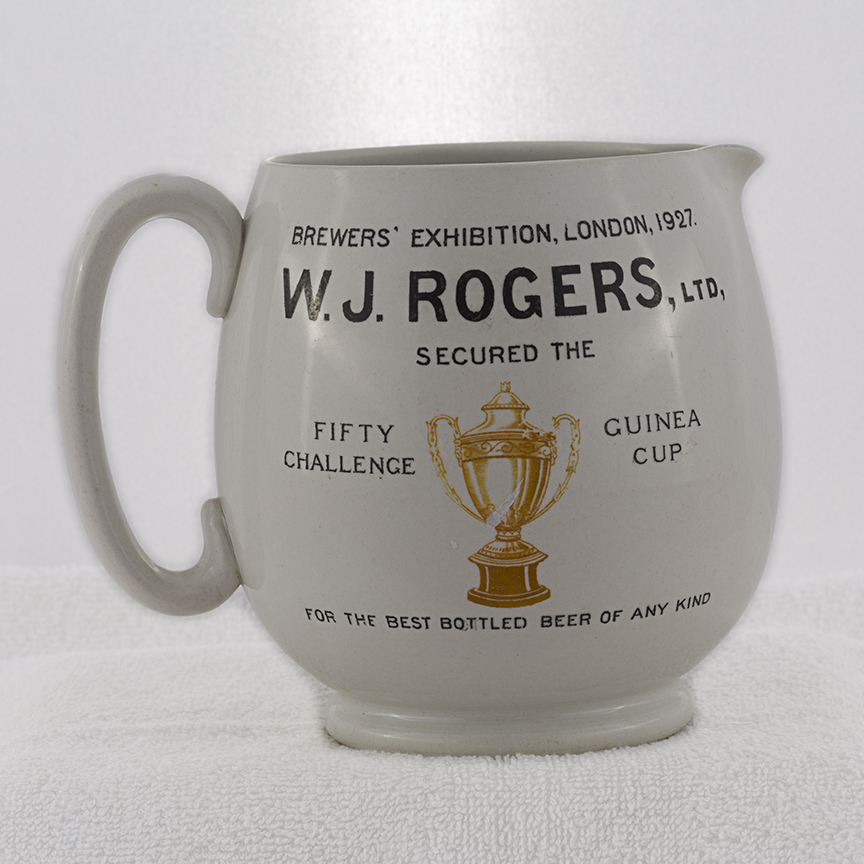 BREWERS' EXHIBITION, LONDON, 1927.
W. J. ROGERS, LTD,
SECURED THE
FIFTY GUINEA
CHALLENGE CUP
FOR THE BEST BOTTLED BEER OF ANY KIND